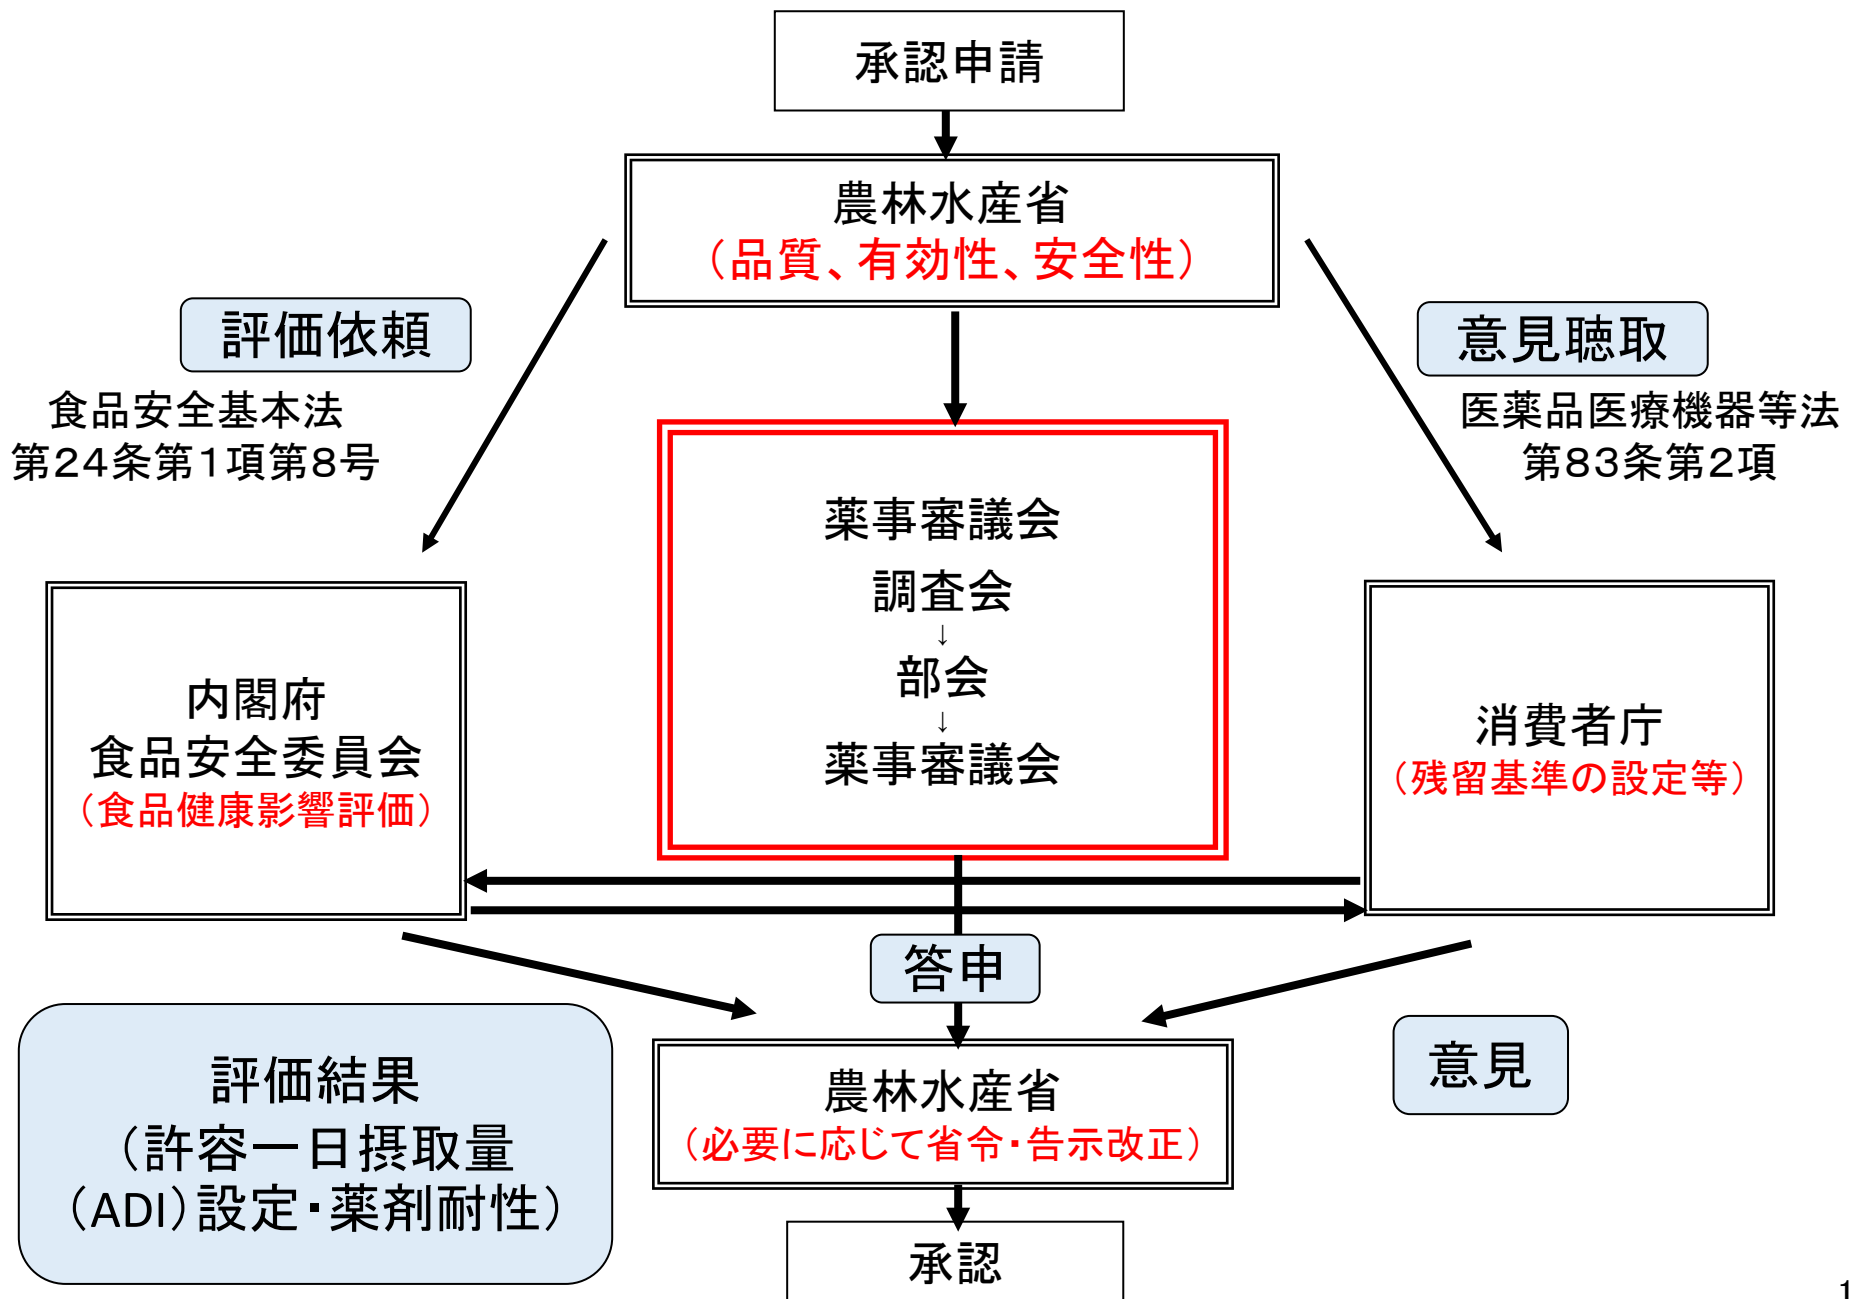 承認申請
農林水産省
（品質、有効性、安全性）
評価依頼
食品安全基本法
第２４条第１項第８号
意見聴取
医薬品医療機器等法
第８３条第２項
薬事審議会
調査会
↓
部会
↓
薬事審議会
内閣府
食品安全委員会
（食品健康影響評価）
消費者庁
（残留基準の設定等）
答申
評価結果
（許容一日摂取量
（ADI）設定・薬剤耐性）
意見
農林水産省
（必要に応じて省令・告示改正）
承認
1